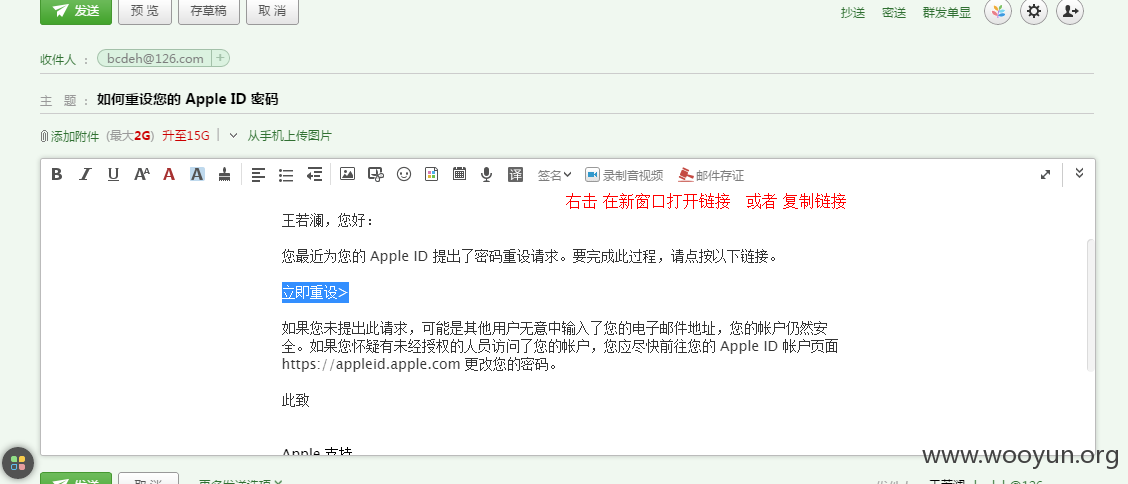 发送 预 览 存草稿 取 消 抄送 密送 群发单显
收件人 : bcdeh@126.com +
主 题 : 如何重设您的 Apple ID 密码
添加附件 (最大2G) 升至15G | 从手机上传图片
B I U AA A A 译 签名 录制音视频 邮件存证
右击 在新窗口打开链接 或者 复制链接
王若澜，您好：
您最近为您的 Apple ID 提出了密码重设请求。要完成此过程，请点按以下链接。
立即重设>
如果您未提出此请求，可能是其他用户无意中输入了您的电子邮件地址，您的帐户仍然安
全。如果您怀疑有未经授权的人员访问了您的帐户，您应尽快前往您的 Apple ID 帐户页面
https://appleid.apple.com 更改您的密码。
此致
Apple 支持
www.wooyun.org
发送 取 消 更多发送选项